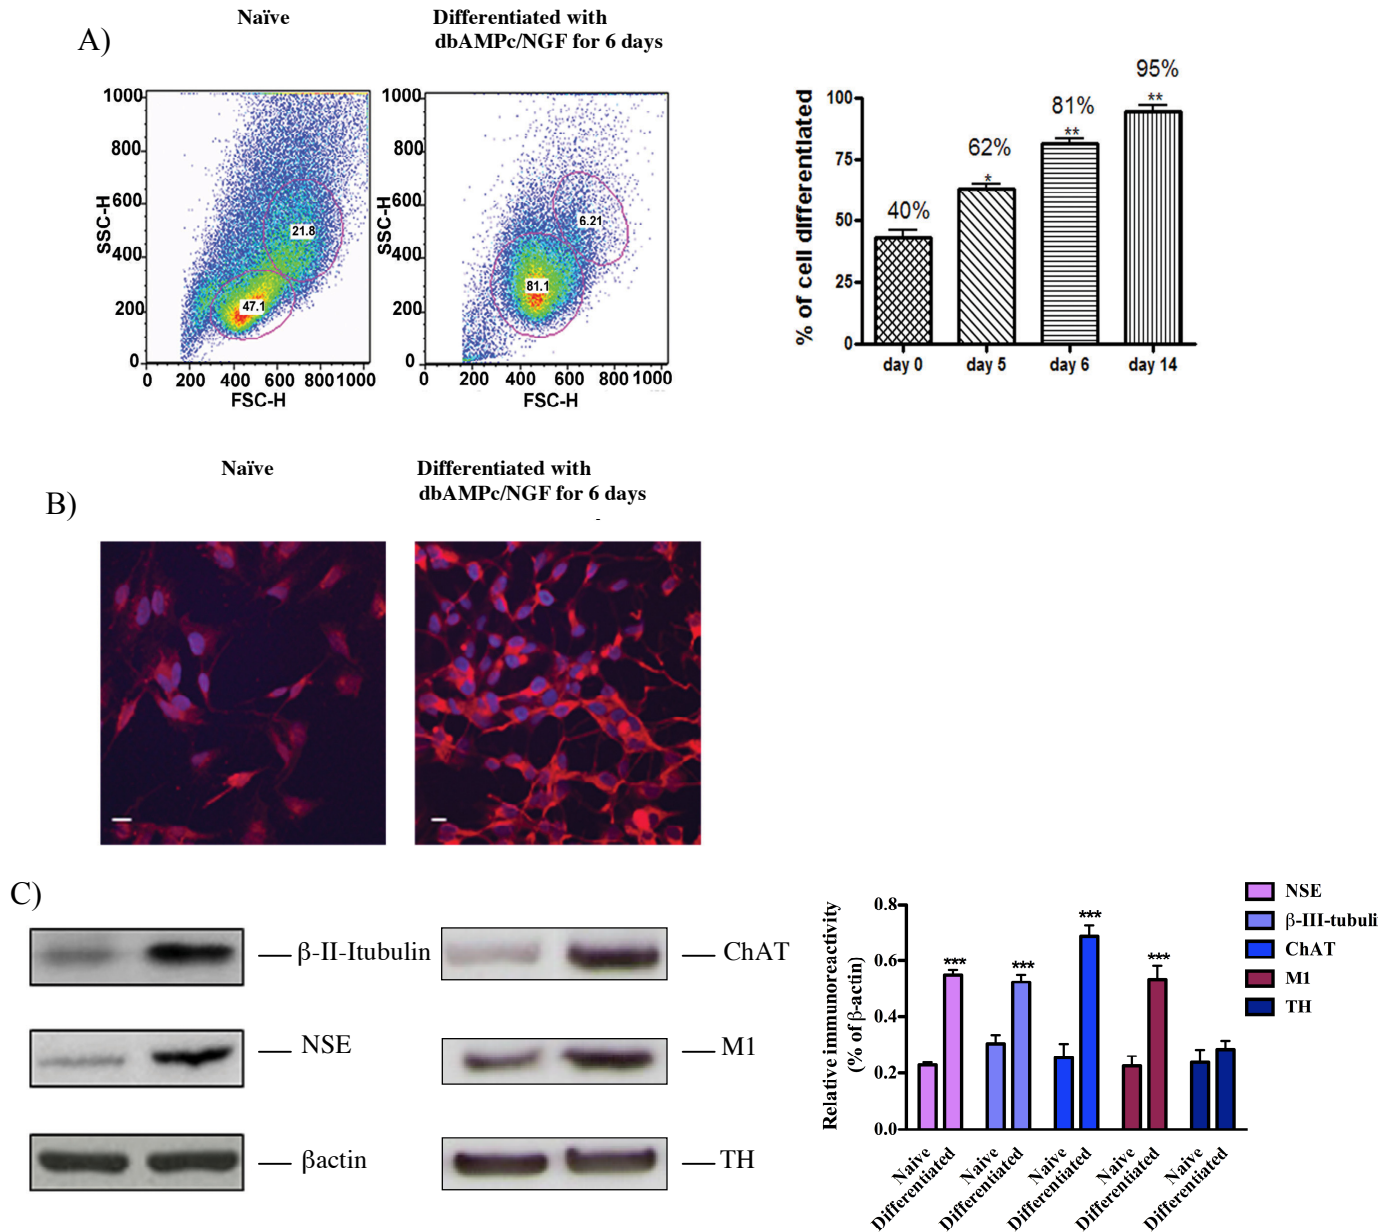 A)
Naïve
Differentiated with
dbAMPc/NGF for 6 days
1000
800
600
400
200
0
SSC-H
21.8
47.1
0 200 400 600 800 1000
FSC-H
1000
800
600
400
200
0
SSC-H
6.21
81.1
0 200 400 600 800 1000
FSC-H
% of cell differentiated
100
75
50
25
0
40%
62%
*
81%
**
95%
**
day 0 day 5 day 6 day 14
B)
Naïve
Differentiated with
dbAMPc/NGF for 6 days
C)
β-II-Itubulin
NSE
βactin
ChAT
M1
TH
Relative immunoreactivity
(% of β-actin)
0.8
0.6
0.4
0.2
0.0
***
***
***
***
Naive
Differentiated
Naive
Differentiated
Naive
Differentiated
Naive
Differentiated
Naive
Differentiated
NSE
β-III-tubuli
ChAT
M1
TH